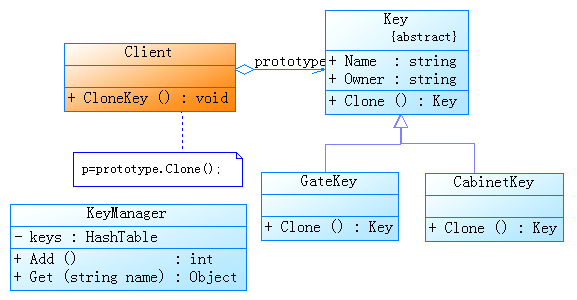 Client
+ CloneKey () : void
prototype
Key
{abstract}
+ Name : string
+ Owner : string
+ Clone () : Key
p=prototype.Clone();
GateKey
+ Clone () : Key
CabinetKey
+ Clone () : Key
KeyManager
- keys : HashTable
+ Add () : int
+ Get (string name) : Object